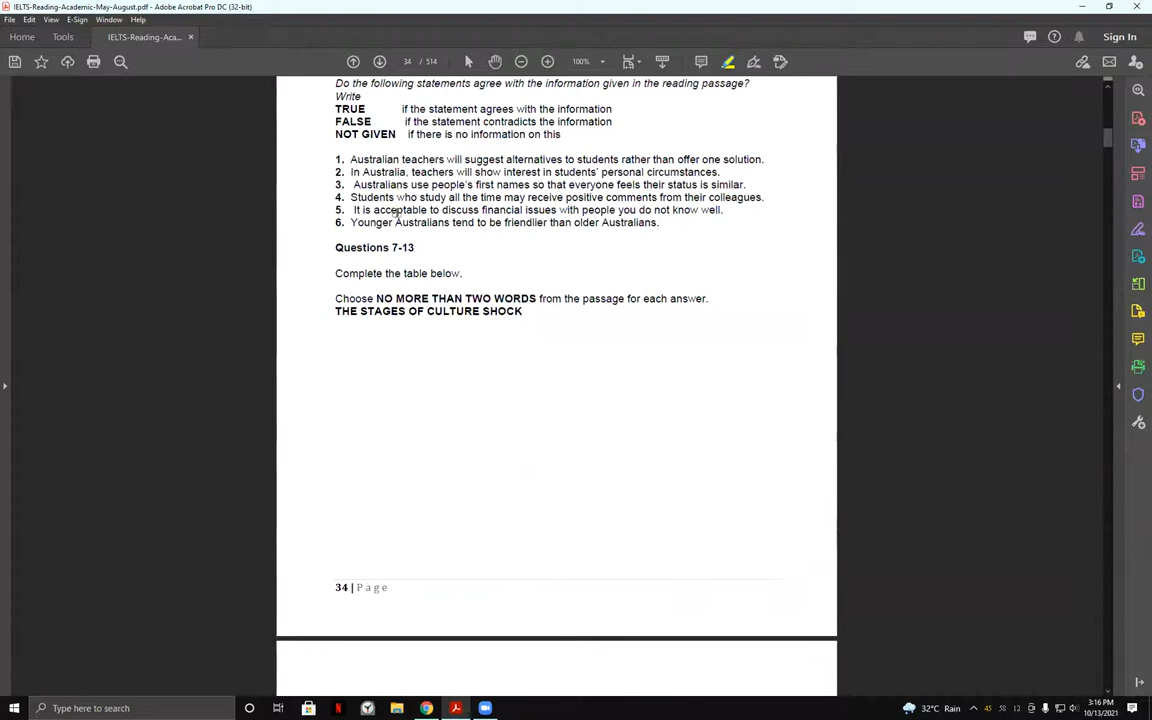 IELTS-Reading-Academic-May-August.pdf - Adobe Acrobat Pro DC (32-bit)
File Edit View E-Sign Window Help
Home Tools IELTS-Reading-Aca... × Sign In
34 / 514 100%
Do the following statements agree with the information given in the reading passage?
Write
TRUE if the statement agrees with the information
FALSE if the statement contradicts the information
NOT GIVEN if there is no information on this
1. Australian teachers will suggest alternatives to students rather than offer one solution.
2. In Australia, teachers will show interest in students' personal circumstances.
3. Australians use people's first names so that everyone feels their status is similar.
4. Students who study all the time may receive positive comments from their colleagues.
5. It is acceptable to discuss financial issues with people you do not know well.
6. Younger Australians tend to be friendlier than older Australians.
Questions 7-13
Complete the table below.
Choose NO MORE THAN TWO WORDS from the passage for each answer.
THE STAGES OF CULTURE SHOCK
34 | Page
Type here to search
32°C Rain 45 58 12 3:16 PM
10/13/2021